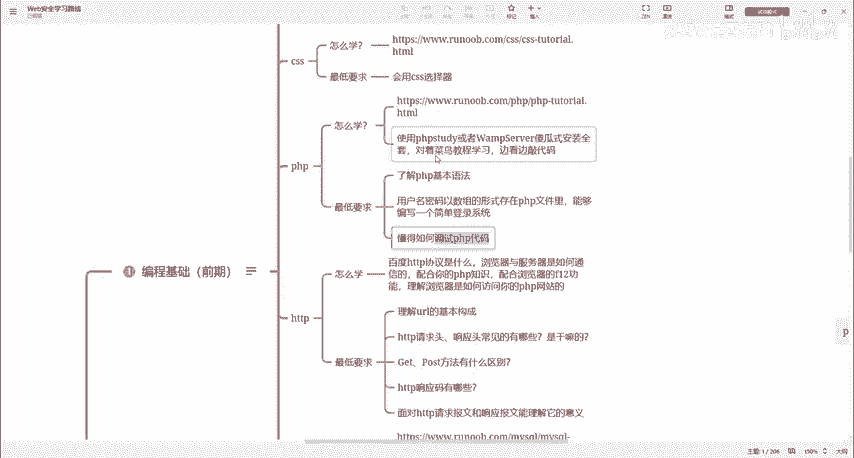 Web安全学习路线
已保存
ZEN
演说
格式
标记
插入
css
怎么学?
https://www.runoob.com/css/css-tutorial.
html
最低要求
会用css选择器
php
怎么学?
https://www.runoob.com/php/php-tutorial.
html
使用phpstudy或者WampServer傻瓜式安装全
套，对着菜鸟教程学习，边看边敲代码
最低要求
了解php基本语法
用户名密码以数组的形式存在php文件里，能够
编写一个简单登录系统
懂得如何调试php代码
1 编程基础（前期）
http
怎么学
百度http协议是什么，浏览器与服务器是如何通
信的，配合你的php知识，配合浏览器的f12功
能，理解浏览器是如何访问你的php网站的
最低要求
理解url的基本构成
http请求头、响应头常见的有哪些？是干嘛的？
Get、Post方法有什么区别?
http响应码有哪些?
面对http请求报文和响应报文能理解它的意义
https://www.runoob.com/mysql/mysql-
p
主题: 1 / 206
150%
大纲